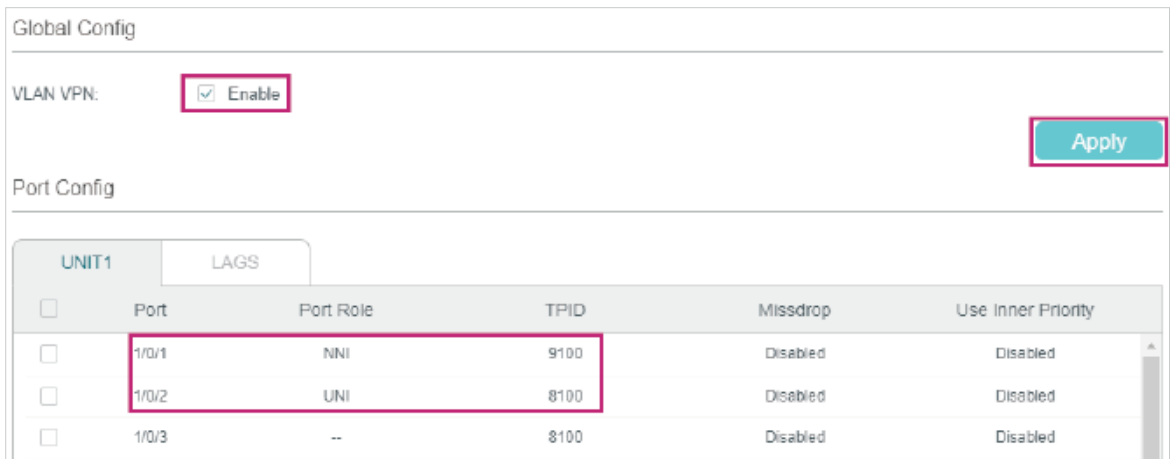 Global Config
VLAN VPN: Enable
Apply
Port Config
UNIT1 LAGS
Port Port Role TPID Missdrop Use Inner Priority
1/0/1 NNI 9100 Disabled Disabled
1/0/2 UNI 8100 Disabled Disabled
1/0/3 -- 8100 Disabled Disabled